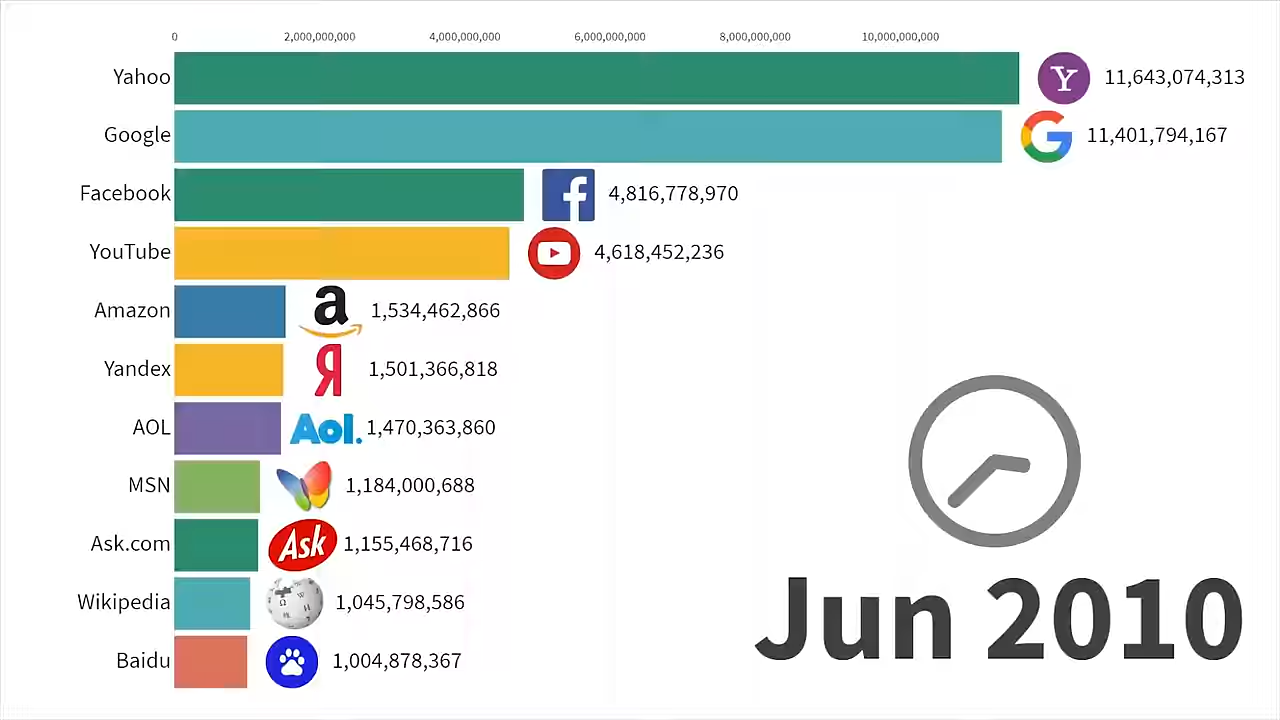 0 2,000,000,000 4,000,000,000 6,000,000,000 8,000,000,000 10,000,000,000
Yahoo Y 11,643,074,313
Google G 11,401,794,167
Facebook f 4,816,778,970
YouTube 4,618,452,236
Amazon a 1,534,462,866
Yandex Я 1,501,366,818
AOL Aol. 1,470,363,860
MSN 1,184,000,688
Ask.com Ask 1,155,468,716
Wikipedia Ω W И 1,045,798,586
Baidu 1,004,878,367
Jun 2010